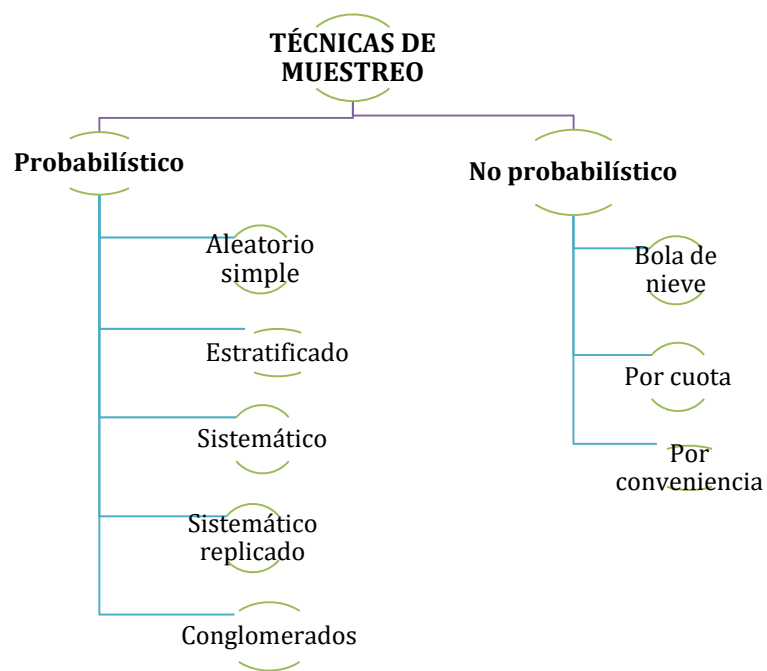 TÉCNICAS DE
MUESTREO
Probabilístico
Aleatorio
simple
Estratificado
Sistemático
Sistemático
replicado
Conglomerados
No probabilístico
Bola de
nieve
Por cuota
Por
conveniencia